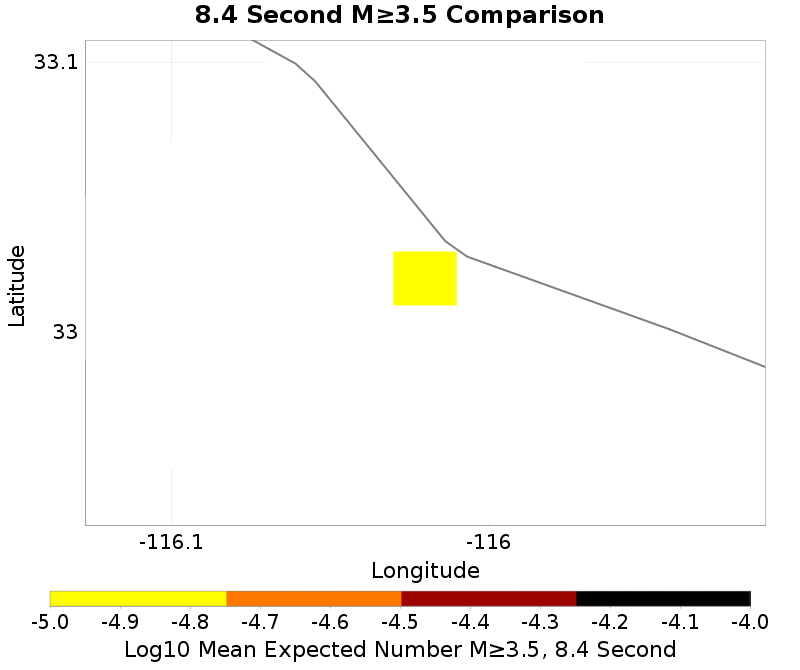 8.4 Second M≥3.5 Comparison
33.1
33
Latitude
-116.1 -116
Longitude
-5.0 -4.9 -4.8 -4.7 -4.6 -4.5 -4.4 -4.3 -4.2 -4.1 -4.0
Log10 Mean Expected Number M≥3.5, 8.4 Second